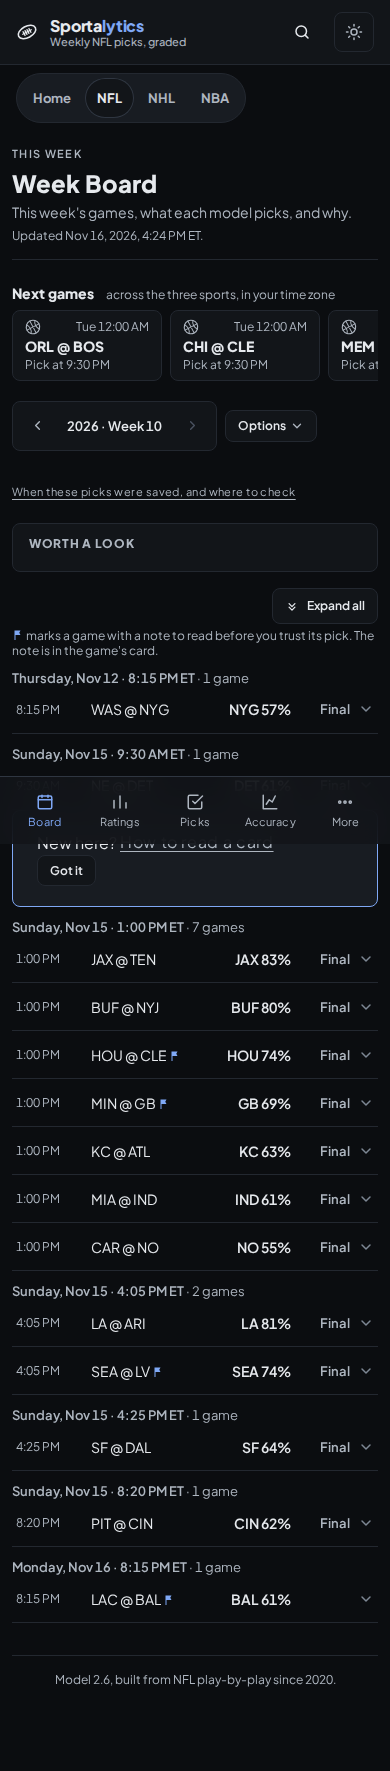 Sportalytics
Weekly NFL picks, graded
Home NFL NHL NBA
THIS WEEK
Week Board
This week's games, what each model picks, and why.
Updated Nov 16, 2026, 4:24 PM ET.
Next games across the three sports, in your time zone
Tue 12:00 AM
ORL @ BOS
Pick at 9:30 PM
Tue 12:00 AM
CHI @ CLE
Pick at 9:30 PM
MEM
Pick at
2026 · Week 10
Options
When these picks were saved, and where to check
WORTH A LOOK
Expand all
marks a game with a note to read before you trust its pick. The
note is in the game's card.
Thursday, Nov 12 · 8:15 PM ET · 1 game
8:15 PM WAS @ NYG NYG 57% Final
Sunday, Nov 15 · 9:30 AM ET · 1 game
Board Ratings Picks Accuracy More
New here? How to read a card
Got it
Sunday, Nov 15 · 1:00 PM ET · 7 games
1:00 PM JAX @ TEN JAX 83% Final
1:00 PM BUF @ NYJ BUF 80% Final
1:00 PM HOU @ CLE HOU 74% Final
1:00 PM MIN @ GB GB 69% Final
1:00 PM KC @ ATL KC 63% Final
1:00 PM MIA @ IND IND 61% Final
1:00 PM CAR @ NO NO 55% Final
Sunday, Nov 15 · 4:05 PM ET · 2 games
4:05 PM LA @ ARI LA 81% Final
4:05 PM SEA @ LV SEA 74% Final
Sunday, Nov 15 · 4:25 PM ET · 1 game
4:25 PM SF @ DAL SF 64% Final
Sunday, Nov 15 · 8:20 PM ET · 1 game
8:20 PM PIT @ CIN CIN 62% Final
Monday, Nov 16 · 8:15 PM ET · 1 game
8:15 PM LAC @ BAL BAL 61%
Model 2.6, built from NFL play-by-play since 2020.